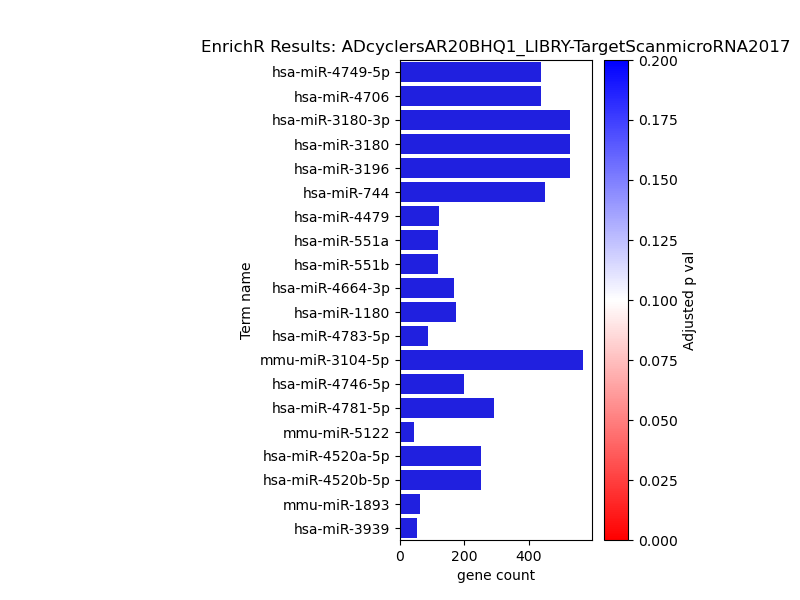 EnrichR Results: ADcyclersAR20BHQ1_LIBRY-TargetScanmicroRNA2017
hsa-miR-4749-5p
hsa-miR-4706
hsa-miR-3180-3p
hsa-miR-3180
hsa-miR-3196
hsa-miR-744
hsa-miR-4479
hsa-miR-551a
hsa-miR-551b
hsa-miR-4664-3p
hsa-miR-1180
hsa-miR-4783-5p
mmu-miR-3104-5p
hsa-miR-4746-5p
hsa-miR-4781-5p
mmu-miR-5122
hsa-miR-4520a-5p
hsa-miR-4520b-5p
mmu-miR-1893
hsa-miR-3939
Term name
0 200 400
gene count
0.200
0.175
0.150
0.125
0.100
0.075
0.050
0.025
0.000
Adjusted p val